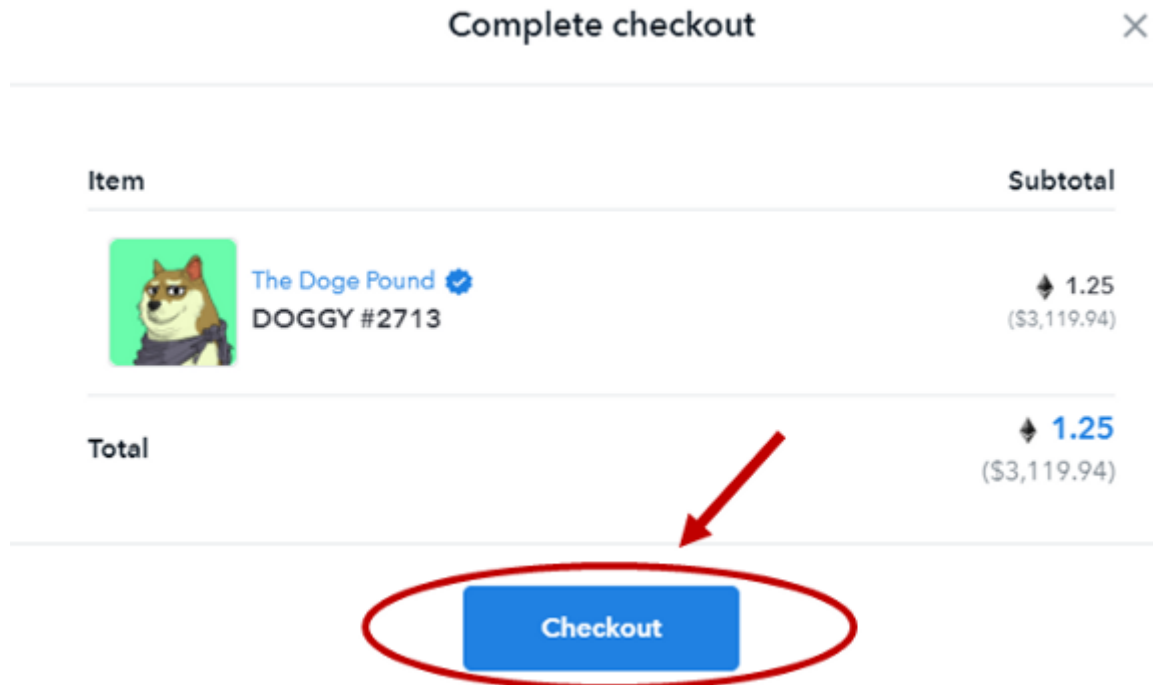 Complete checkout
Item
Subtotal
The Doge Pound
1.25
DOGGY #2713
($3,119.94)
Total
1.25
($3,119.94)
Checkout